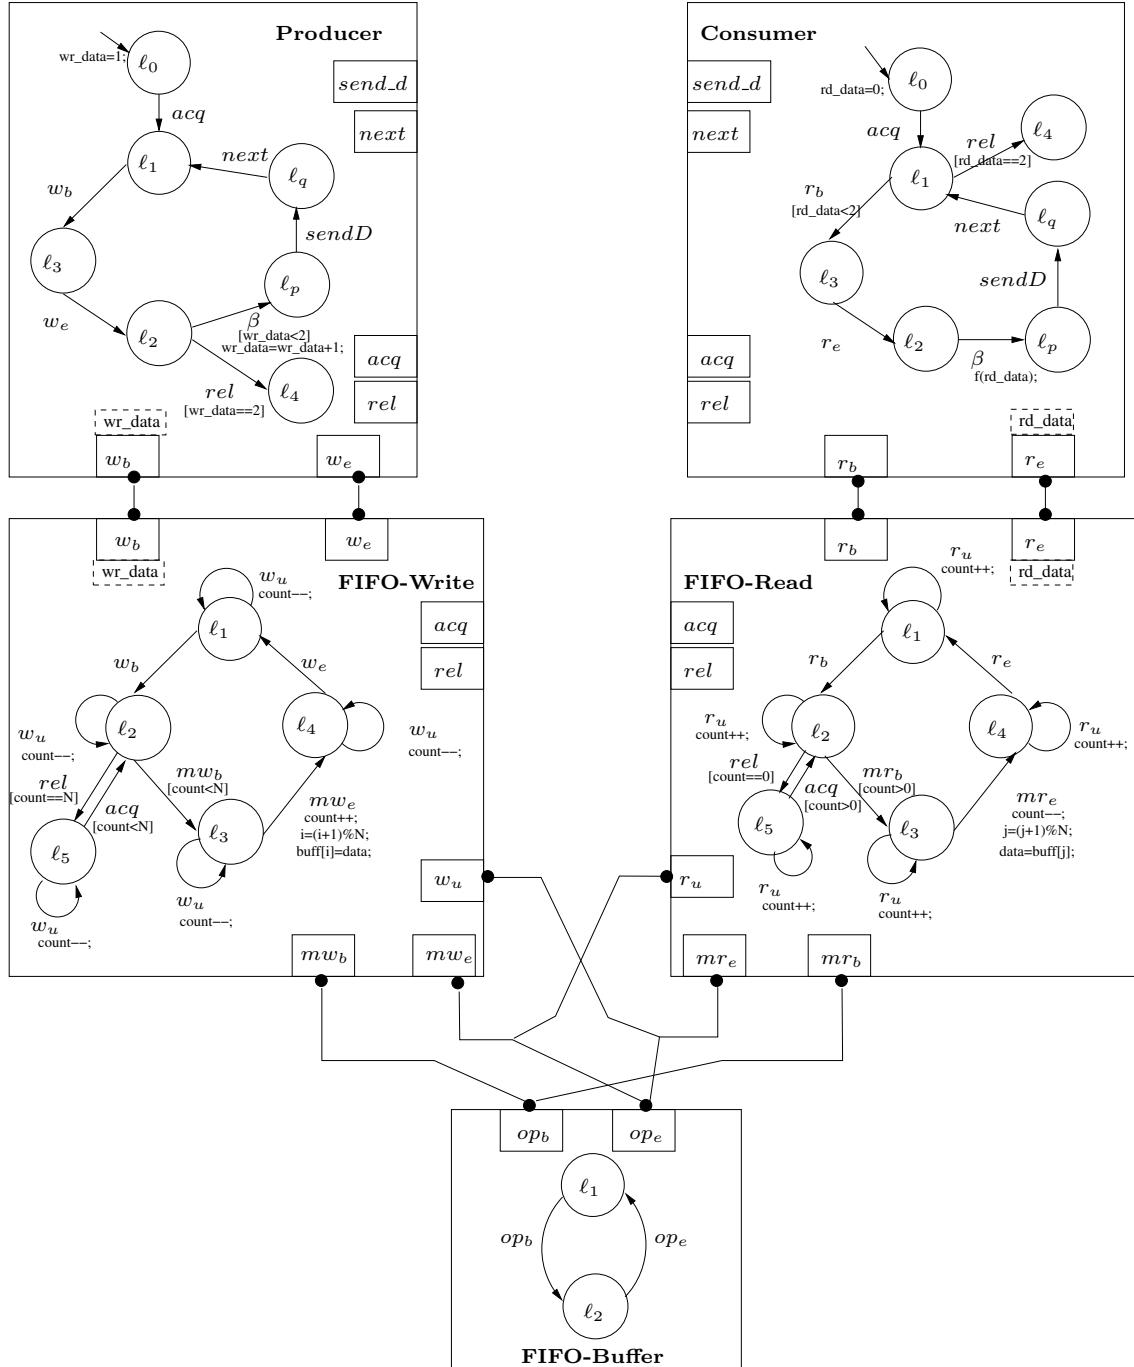 Producer
wr_data=1;
ℓ0
acq
ℓ1
next
ℓq
w_b
sendD
ℓ3
ℓp
w_e
ℓ2
β
[wr_data<2]
wr_data=wr_data+1;
rel
[wr_data==2]
ℓ4
send_d
next
acq
rel
wr_data
w_b
w_e
Consumer
send_d
next
rd_data=0;
ℓ0
acq
ℓ4
rel
[rd_data==2]
ℓ1
r_b
[rd_data<2]
next
ℓq
ℓ3
sendD
r_e
ℓ2
β
f(rd_data);
ℓp
acq
rel
rd_data
r_b
r_e
w_b
w_e
wr_data
FIFO-Write
w_u
count--;
ℓ1
acq
rel
w_b
w_e
ℓ2
ℓ4
w_u
count--;
w_u
count--;
rel
[count==N]
acq
[count<N]
mw_b
[count<N]
mw_e
count++;
i=(i+1)%N;
buff[i]=data;
ℓ5
ℓ3
w_u
w_u
count--;
w_u
count--;
mw_b
mw_e
r_b
r_e
rd_data
FIFO-Read
r_u
count++;
ℓ1
acq
rel
r_b
r_e
ℓ2
ℓ4
r_u
count++;
r_u
count++;
rel
[count==0]
acq
[count>0]
mr_b
[count>0]
mr_e
count--;
j=(j+1)%N;
data=buff[j];
ℓ5
ℓ3
r_u
r_u
count++;
r_u
count++;
mr_e
mr_b
op_b
op_e
ℓ1
op_b
op_e
ℓ2
FIFO-Buffer